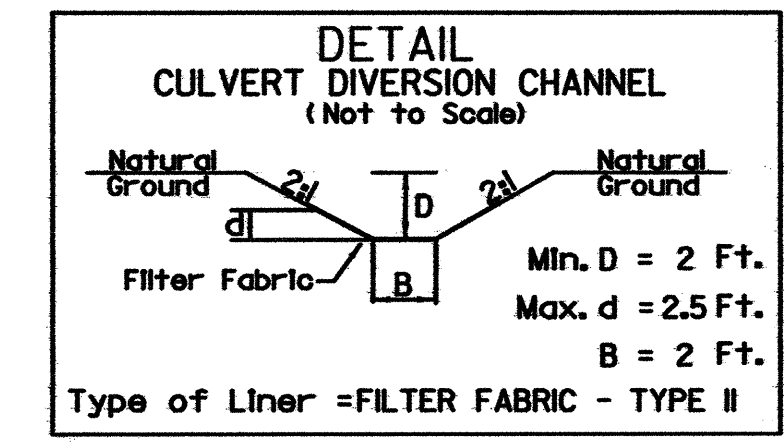 DETAIL
CULVERT DIVERSION CHANNEL
(Not to Scale)
Natural
Ground
2:1
D
2:1
Natural
Ground
d
Filter Fabric
B
Min. D = 2 Ft.
Max. d = 2.5 Ft.
B = 2 Ft.
Type of Liner = FILTER FABRIC - TYPE II